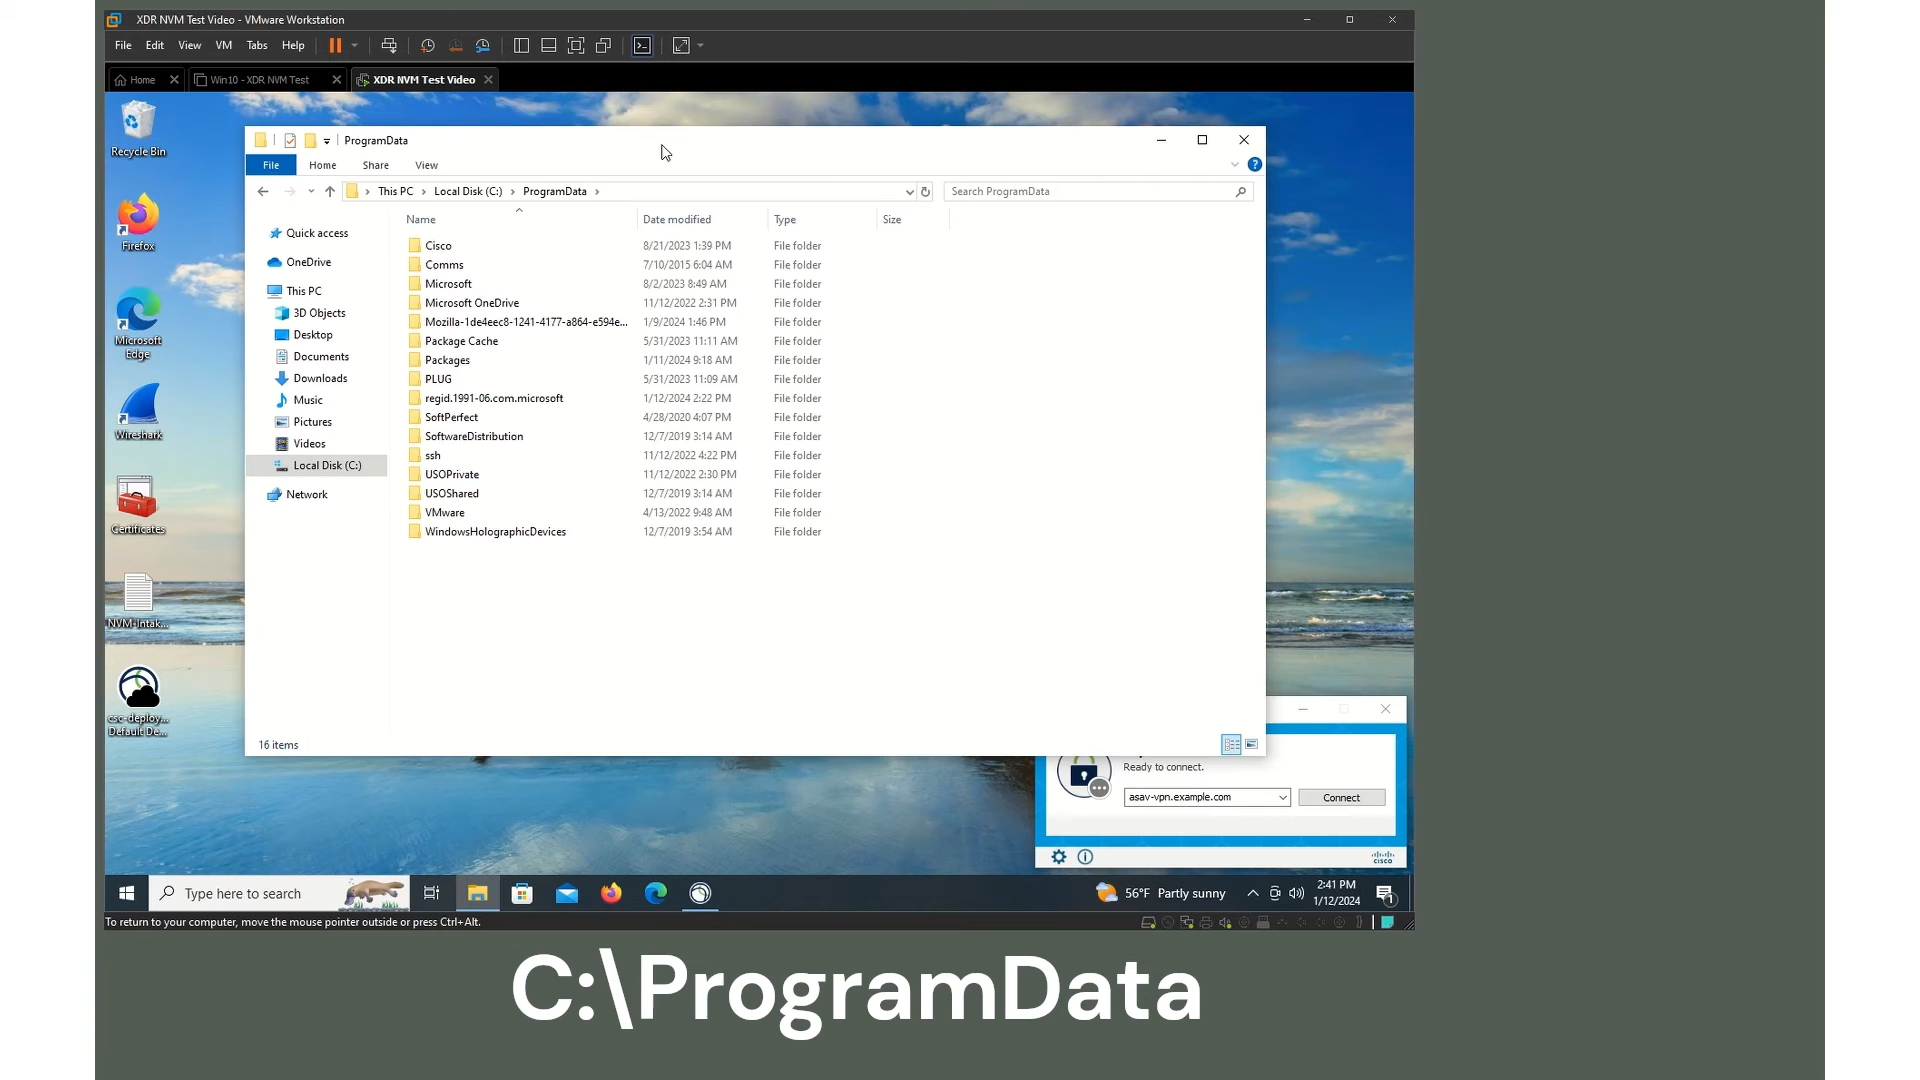 XDR NVM Test Video - VMware Workstation
File Edit View VM Tabs Help
Home Win10 - XDR NVM Test XDR NVM Test Video
Recycle Bin
Firefox
Microsoft
Edge
Wireshark
Certificates
NVM-Intak...
csc-deploy...
Default De...
ProgramData
File Home Share View
This PC Local Disk (C:) ProgramData
Search ProgramData
Name Date modified Type Size
Quick access
OneDrive
This PC
3D Objects
Desktop
Documents
Downloads
Music
Pictures
Videos
Local Disk (C:)
Network
Cisco 8/21/2023 1:39 PM File folder
Comms 7/10/2015 6:04 AM File folder
Microsoft 8/2/2023 8:49 AM File folder
Microsoft OneDrive 11/12/2022 2:31 PM File folder
Mozilla-1de4eec8-1241-4177-a864-e594e... 1/9/2024 1:46 PM File folder
Package Cache 5/31/2023 11:11 AM File folder
Packages 1/11/2024 9:18 AM File folder
PLUG 5/31/2023 11:09 AM File folder
regid.1991-06.com.microsoft 1/12/2024 2:22 PM File folder
SoftPerfect 4/28/2020 4:07 PM File folder
SoftwareDistribution 12/7/2019 3:14 AM File folder
ssh 11/12/2022 4:22 PM File folder
USOPrivate 11/12/2022 2:30 PM File folder
USOShared 12/7/2019 3:14 AM File folder
VMware 4/13/2022 9:48 AM File folder
WindowsHolographicDevices 12/7/2019 3:54 AM File folder
16 items
Ready to connect.
asav-vpn.example.com Connect
cisco
Type here to search
56°F Partly sunny
2:41 PM
1/12/2024
1
To return to your computer, move the mouse pointer outside or press Ctrl+Alt.
C:\ProgramData